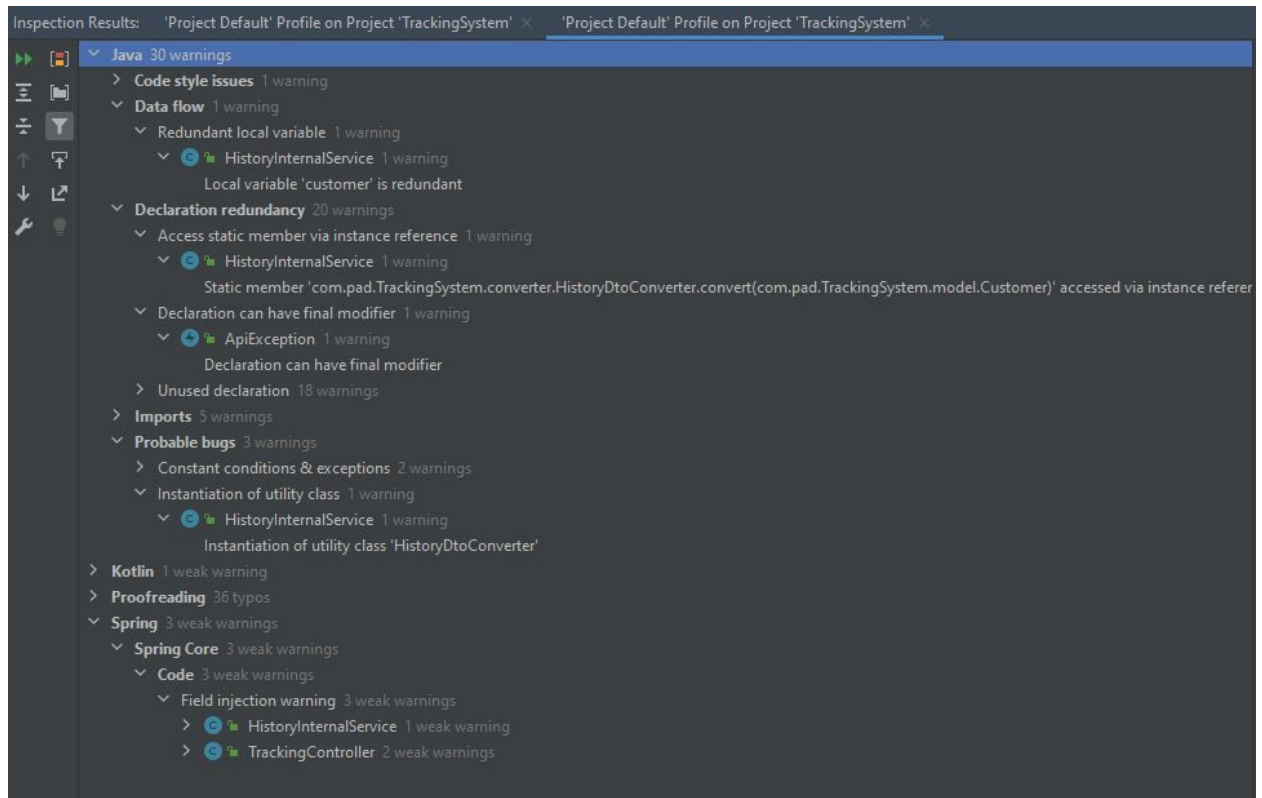 Inspection Results: 'Project Default' Profile on Project 'TrackingSystem' × 'Project Default' Profile on Project 'TrackingSystem' ×
Java 30 warnings
Code style issues 1 warning
Data flow 1 warning
Redundant local variable 1 warning
HistoryInternalService 1 warning
Local variable 'customer' is redundant
Declaration redundancy 20 warnings
Access static member via instance reference 1 warning
HistoryInternalService 1 warning
Static member 'com.pad.TrackingSystem.converter.HistoryDtoConverter.convert(com.pad.TrackingSystem.model.Customer)' accessed via instance referer
Declaration can have final modifier 1 warning
ApiException 1 warning
Declaration can have final modifier
Unused declaration 18 warnings
Imports 5 warnings
Probable bugs 3 warnings
Constant conditions & exceptions 2 warnings
Instantiation of utility class 1 warning
HistoryInternalService 1 warning
Instantiation of utility class 'HistoryDtoConverter'
Kotlin 1 weak warning
Proofreading 36 typos
Spring 3 weak warnings
Spring Core 3 weak warnings
Code 3 weak warnings
Field injection warning 3 weak warnings
HistoryInternalService 1 weak warning
TrackingController 2 weak warnings